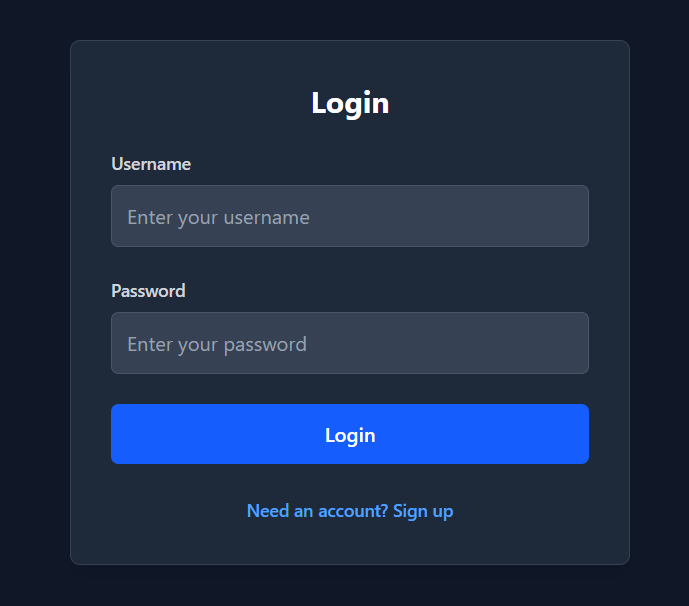 Login
Username
Enter your username
Password
Enter your password
Login
Need an account? Sign up